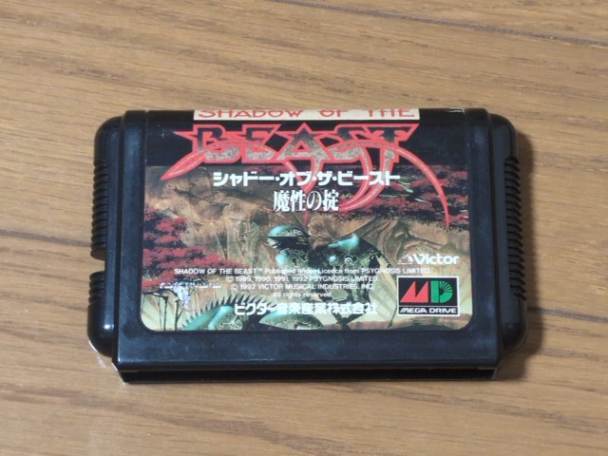 SHADOW OF THE
BEAST
シャドー・オブ・ザ・ビースト
魔性の掟
Victor
SHADOW OF THE BEAST™ Published under Licence from PSYGNOSIS LIMITED.
© 1989, 1990, 1991, 1992 PSYGNOSIS LIMITED
© 1992 VICTOR MUSICAL INDUSTRIES, INC.
All rights reserved.
ビクター音楽産業株式会社
MD
MEGA DRIVE